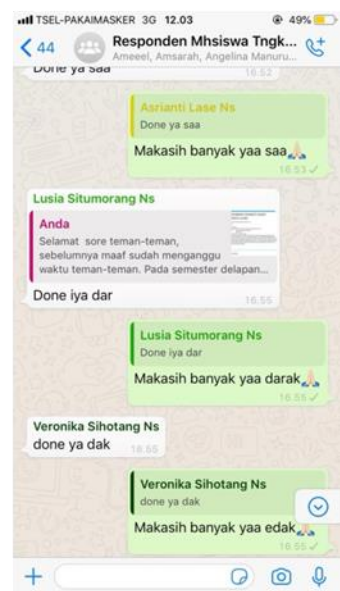 TSEL-PAKAIMASKER 3G 12.03 49%
44 Responden Mhsiswa Tngk...
Ameeel, Amsarah, Angelina Manuru...
Done ya saa
16.52
Asrianti Lase Ns
Done ya saa
Makasih banyak yaa saa🙏🏻
16.53
Lusia Situmorang Ns
Anda
Selamat sore teman-teman,
sebelumnya maaf sudah menganggu
waktu teman-teman. Pada semester delapan...
Done iya dar
16.55
Lusia Situmorang Ns
Done iya dar
Makasih banyak yaa darak🙏🏻
16.55
Veronika Sihotang Ns
done ya dak
16.55
Veronika Sihotang Ns
done ya dak
Makasih banyak yaa edak🙏🏻
16.55